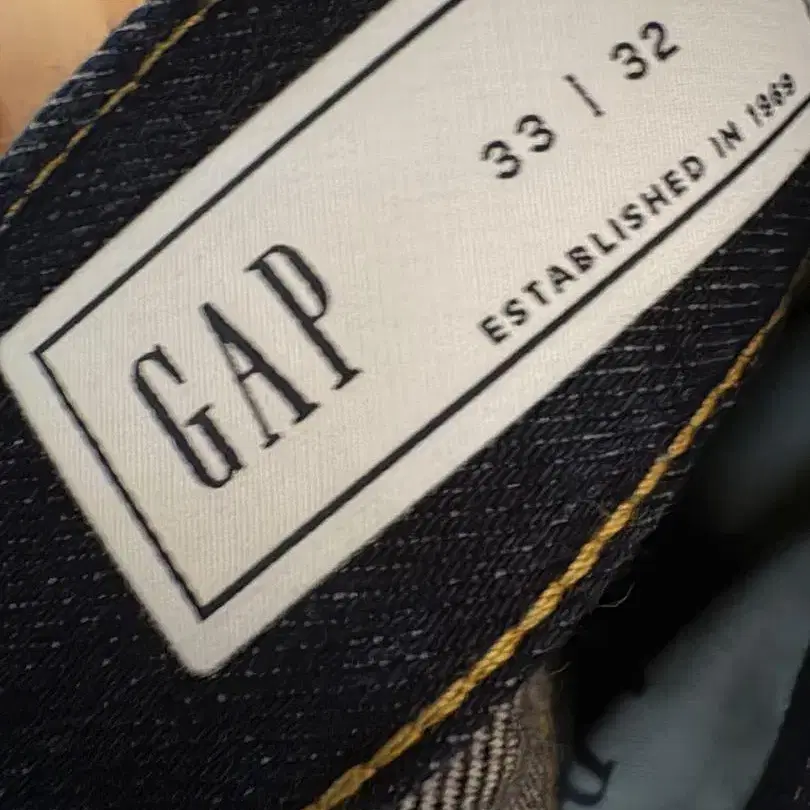 GAP
33 | 32
ESTABLISHED IN 1969